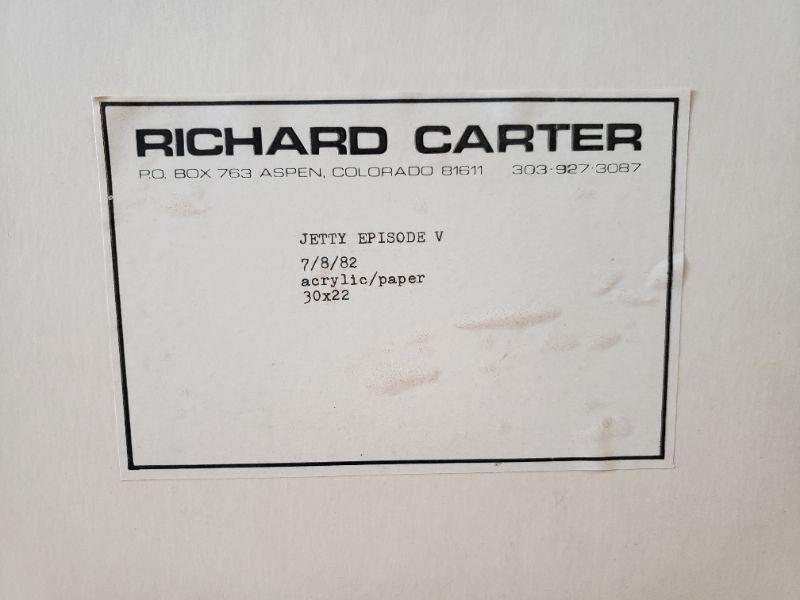 RICHARD CARTER
P.O. BOX 763 ASPEN, COLORADO 81611 303·927·3087
JETTY EPISODE V
7/8/82
acrylic/paper
30x22